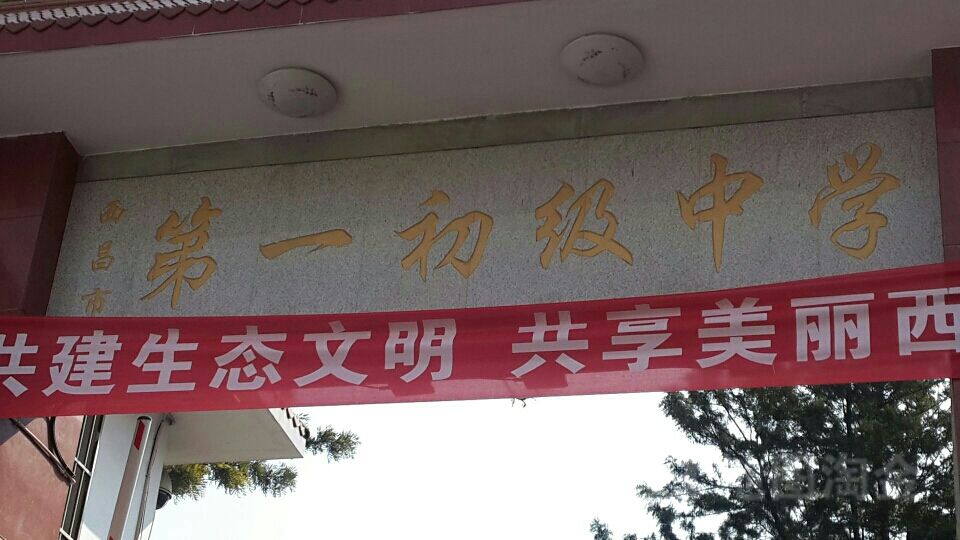 西昌市
第一初级中学
共建生态文明 共享美丽西